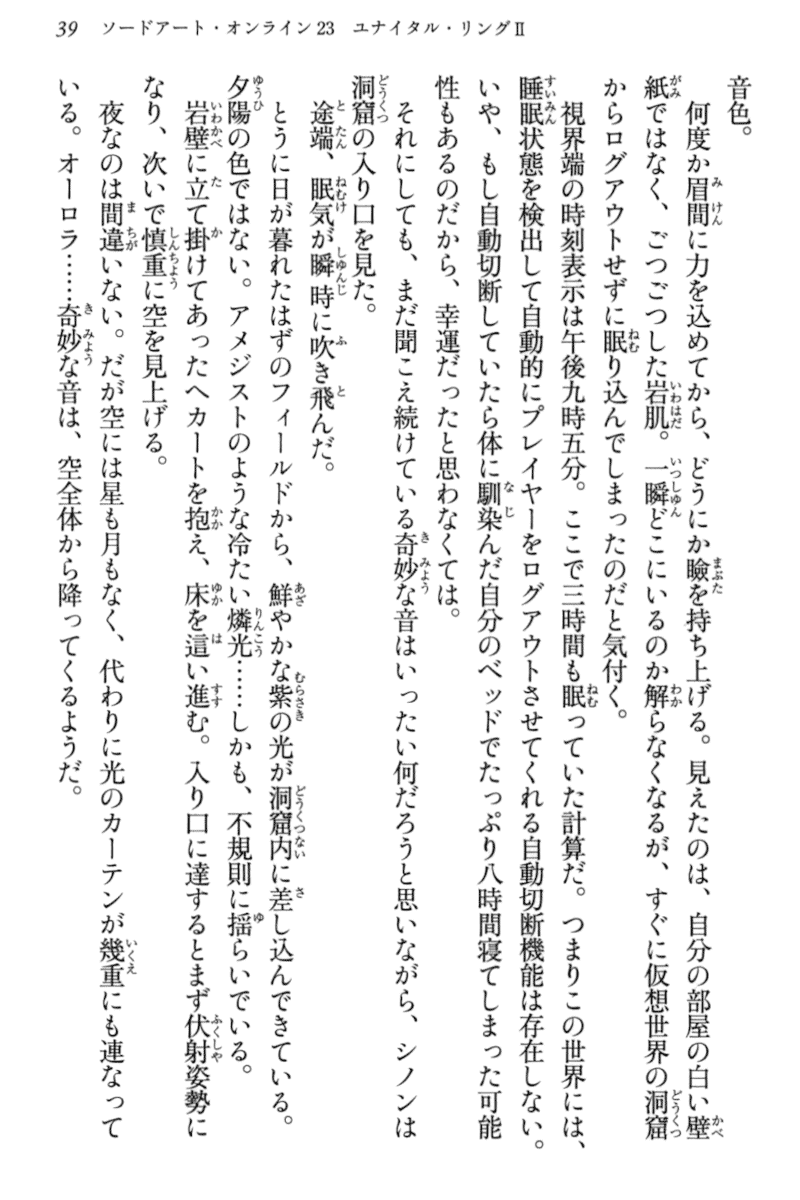 39 ソードアート・オンライン23 ユナイタル・リングⅡ
音色。
　何度か眉間に力を込めてから、どうにか瞼を持ち上げる。見えたのは、自分の部屋の白い壁
紙ではなく、ごつごつした岩肌。一瞬どこにいるのか解らなくなるが、すぐに仮想世界の洞窟
からログアウトせずに眠り込んでしまったのだと気付く。
　視界端の時刻表示は午後九時五分。ここで三時間も眠っていた計算だ。つまりこの世界には、
睡眠状態を検出して自動的にプレイヤーをログアウトさせてくれる自動切断機能は存在しない。
いや、もし自動切断していたら体に馴染んだ自分のベッドでたっぷり八時間寝てしまった可能
性もあるのだから、幸運だったと思わなくては。
　それにしても、まだ聞こえ続けている奇妙な音はいったい何だろうと思いながら、シノンは
洞窟の入り口を見た。
　途端、眠気が瞬時に吹き飛んだ。
　とうに日が暮れたはずのフィールドから、鮮やかな紫の光が洞窟内に差し込んできている。
夕陽の色ではない。アメジストのような冷たい燐光……しかも、不規則に揺らいでいる。
　岩壁に立て掛けてあったヘカートを抱え、床を這い進む。入り口に達するとまず伏射姿勢に
なり、次いで慎重に空を見上げる。
　夜なのは間違いない。だが空には星も月もなく、代わりに光のカーテンが幾重にも連なって
いる。オーロラ……奇妙な音は、空全体から降ってくるようだ。